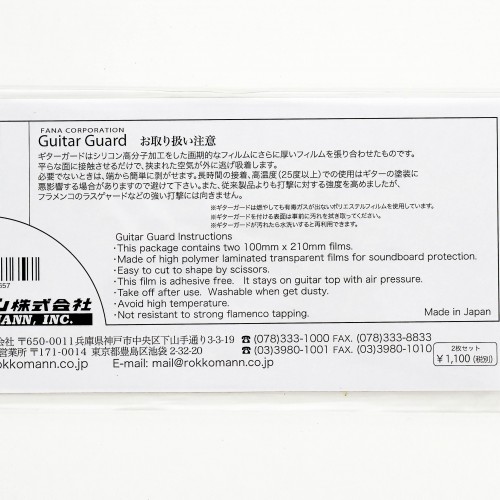 FANA CORPORATION
Guitar Guard お取り扱い注意
ギターガードはシリコン高分子加工をした画期的なフィルムにさらに厚いフィルムを張り合わせたものです。
平らな面に接触させるだけで、挟まれた空気が外に逃げ吸着します。
必要でないときは、端から簡単に剥がせます。長時間の装着、高温度(25度以上)での使用はギターの塗装に
悪影響する場合がありますので避けて下さい。また、従来製品よりも打撃に対する強度を高めましたが、
フラメンコのラスゲヤードなどの強い打撃には向きません。
※ギターガードは燃やしても有毒ガスが出ないポリエステルフィルムを使用しています。
※ギターガードを付ける表面は事前に汚れを拭き取ってください。
※ギターガードが汚れたら水洗いすると再利用できます。
Guitar Guard Instructions
・This package contains two 100mm x 210mm films.
・Made of high polymer laminated transparent films for soundboard protection.
・Easy to cut to shape by scissors.
・This film is adhesive free. It stays on guitar top with air pressure.
・Take off after use. Washable when get dusty.
・Avoid high temperature.
・Not resistant to strong flamenco tapping.
Made in Japan
557
ン株式会社
MANN, INC.
会社 〒650-0011兵庫県神戸市中央区下山手通り3-3-19 ☎(078)333-1000 FAX(078)333-8833
営業所 〒171-0014 東京都豊島区池袋2-32-20 ☎(03)3980-1001 FAX(03)3980-1010
rokkomann.co.jp E-mail: mail@rokkomann.co.jp
2枚セット
¥1,100(税別)